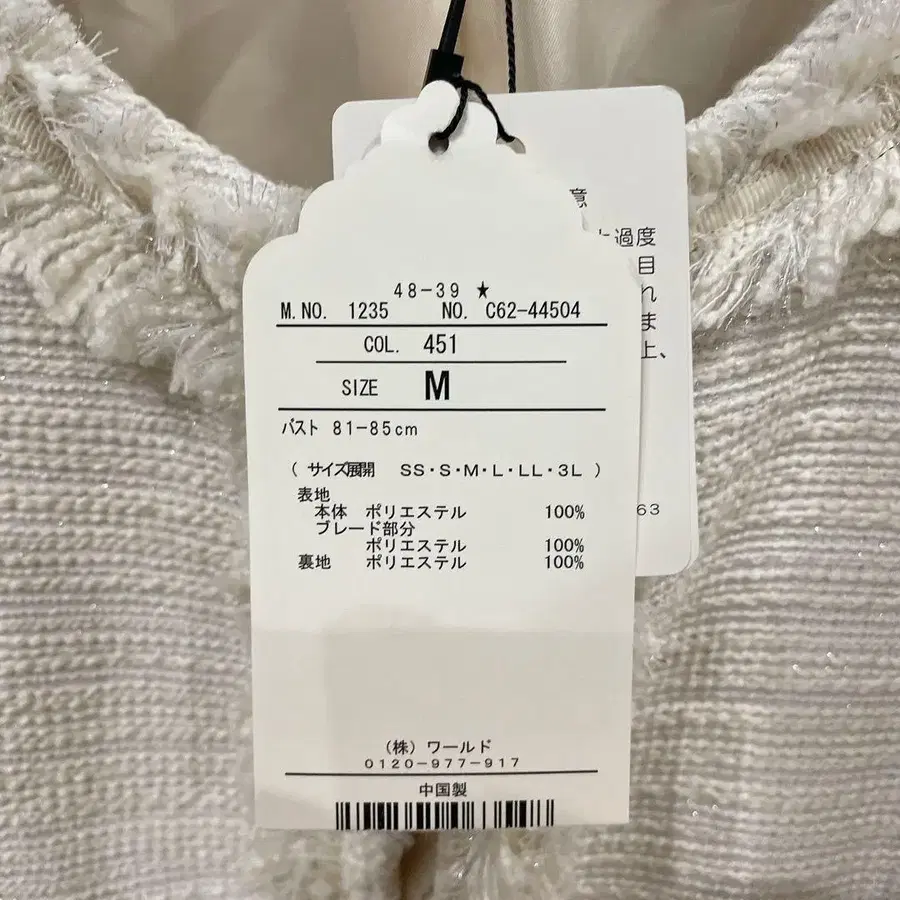 48-39 ★
M.NO. 1235 NO. C62-44504
COL. 451
SIZE M
バスト 81-85cm
( サイズ展開 SS・S・M・L・LL・3L )
表地
本体 ポリエステル 100%
ブレード部分
ポリエステル 100%
裏地 ポリエステル 100%
(株) ワールド
0120-977-917
中国製
意
と過度
目
れ
ま
上、
63